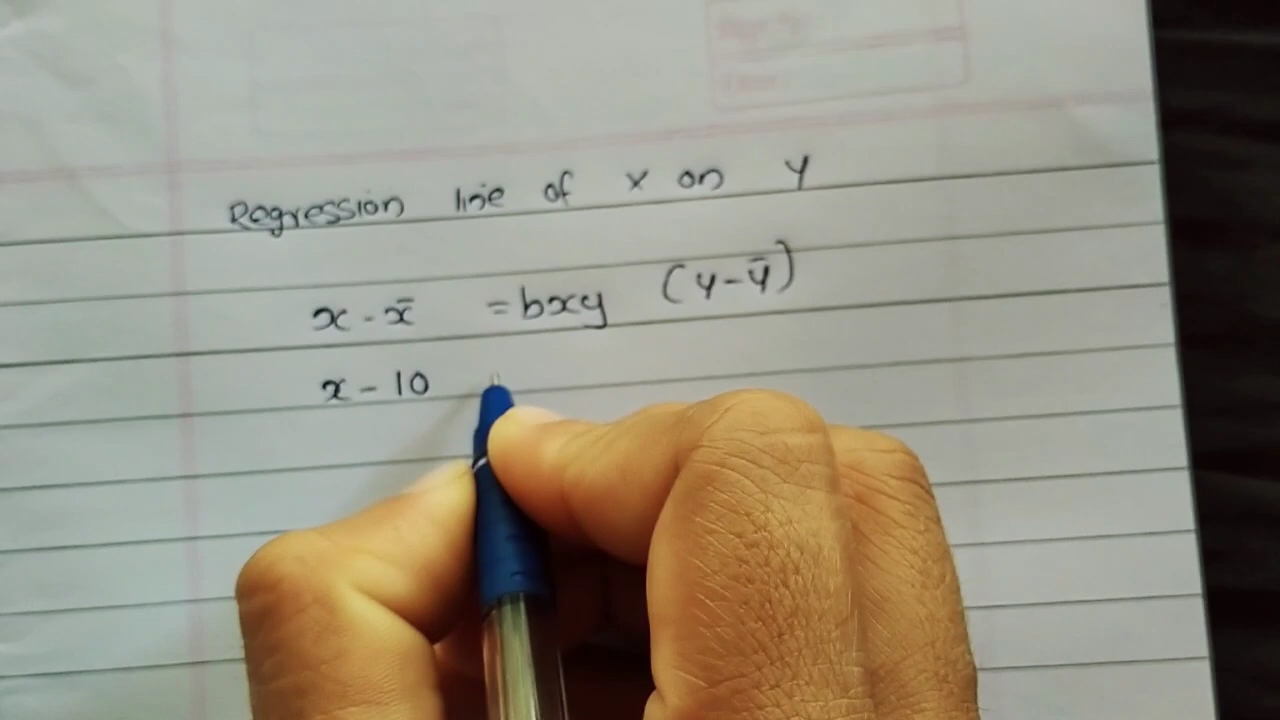 Regression line of x on y
x - x̄ = bxy (y - ȳ)
x - 10